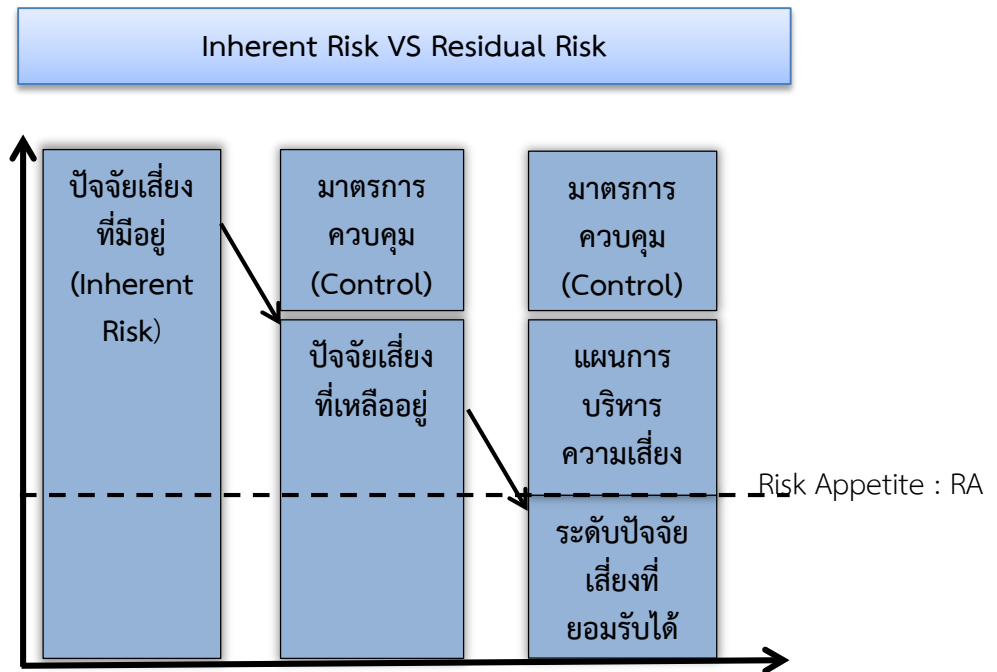 Inherent Risk VS Residual Risk
ปัจจัยเสี่ยง
ที่มีอยู่
(Inherent
Risk)
มาตรการ
ควบคุม
(Control)
ปัจจัยเสี่ยง
ที่เหลืออยู่
มาตรการ
ควบคุม
(Control)
แผนการ
บริหาร
ความเสี่ยง
Risk Appetite : RA
ระดับปัจจัย
เสี่ยงที่
ยอมรับได้